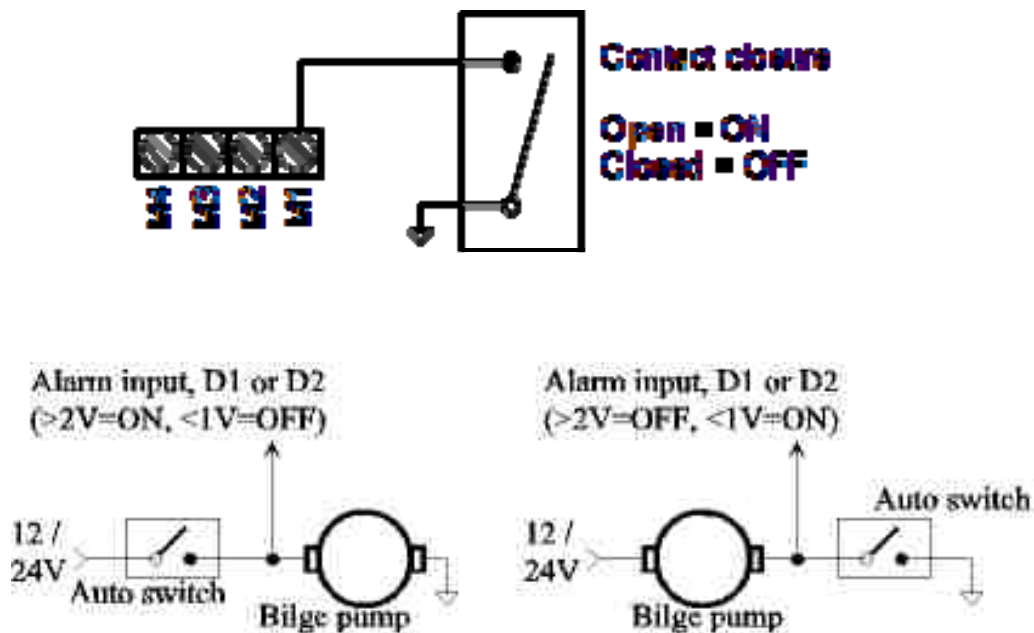 Contact closure
Open = ON
Closed = OFF
Alarm input, D1 or D2
(>2V=ON, <1V=OFF)
12 /
24V
Auto switch
Bilge pump
Alarm input, D1 or D2
(>2V=OFF, <1V=ON)
12 /
24V
Bilge pump
Auto switch